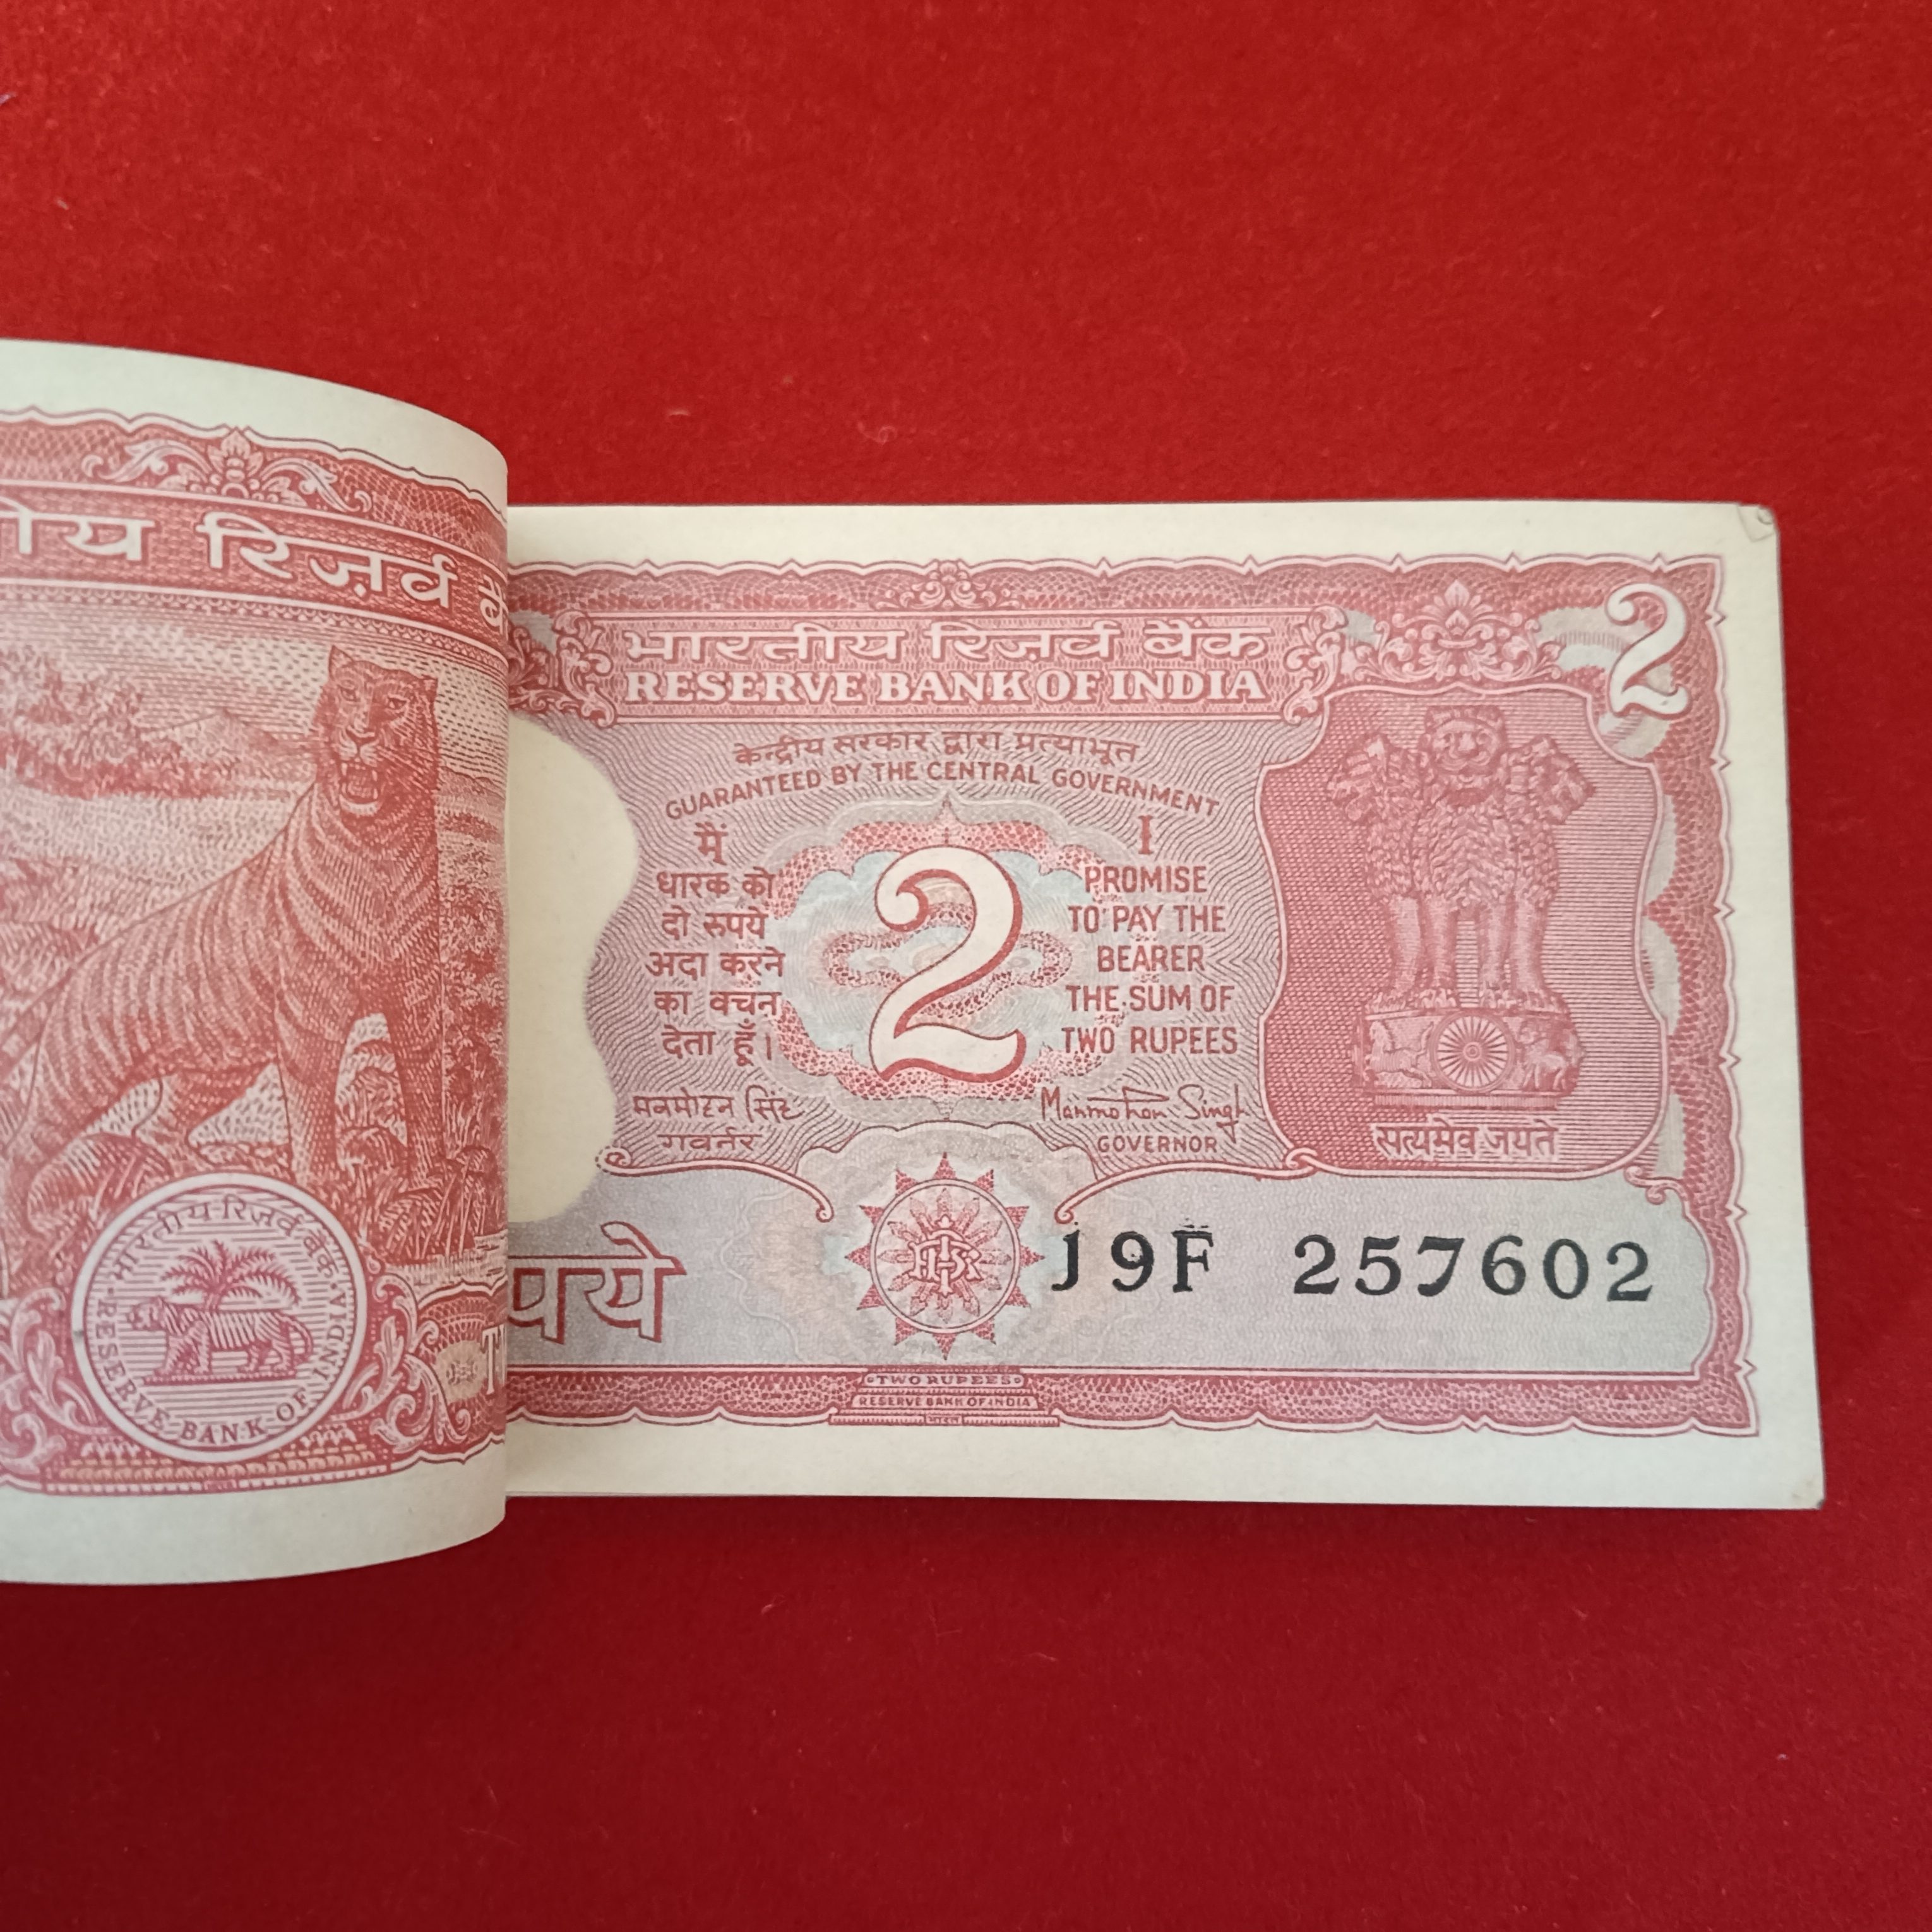 ीय रिज़र्व बैं
भारतीय रिज़र्व बैंक
RESERVE BANK OF INDIA
भारतीय रिजर्व बैंक
RESERVE BANK OF INDIA
2
केन्द्रीय सरकार द्वारा प्रत्याभूत
GUARANTEED BY THE CENTRAL GOVERNMENT
मैं
धारक को
दो रुपये
अदा करने
का वचन
देता हूँ।
2
I
PROMISE
TO PAY THE
BEARER
THE SUM OF
TWO RUPEES
मनमोहन सिंह
गवर्नर
Manmohan Singh
GOVERNOR
सत्यमेव जयते
पये
J9F 257602
TWO RUPEES
RESERVE BANK OF INDIA